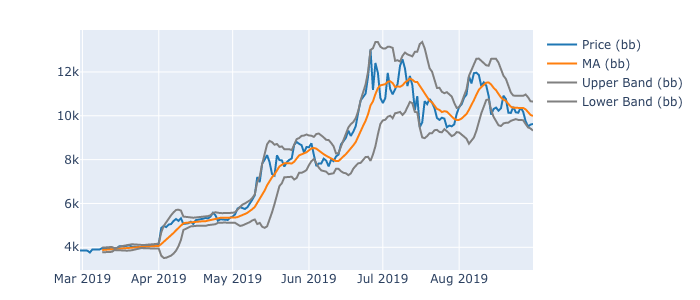 Price (bb)
MA (bb)
Upper Band (bb)
Lower Band (bb)
12k
10k
8k
6k
4k
Mar 2019 Apr 2019 May 2019 Jun 2019 Jul 2019 Aug 2019